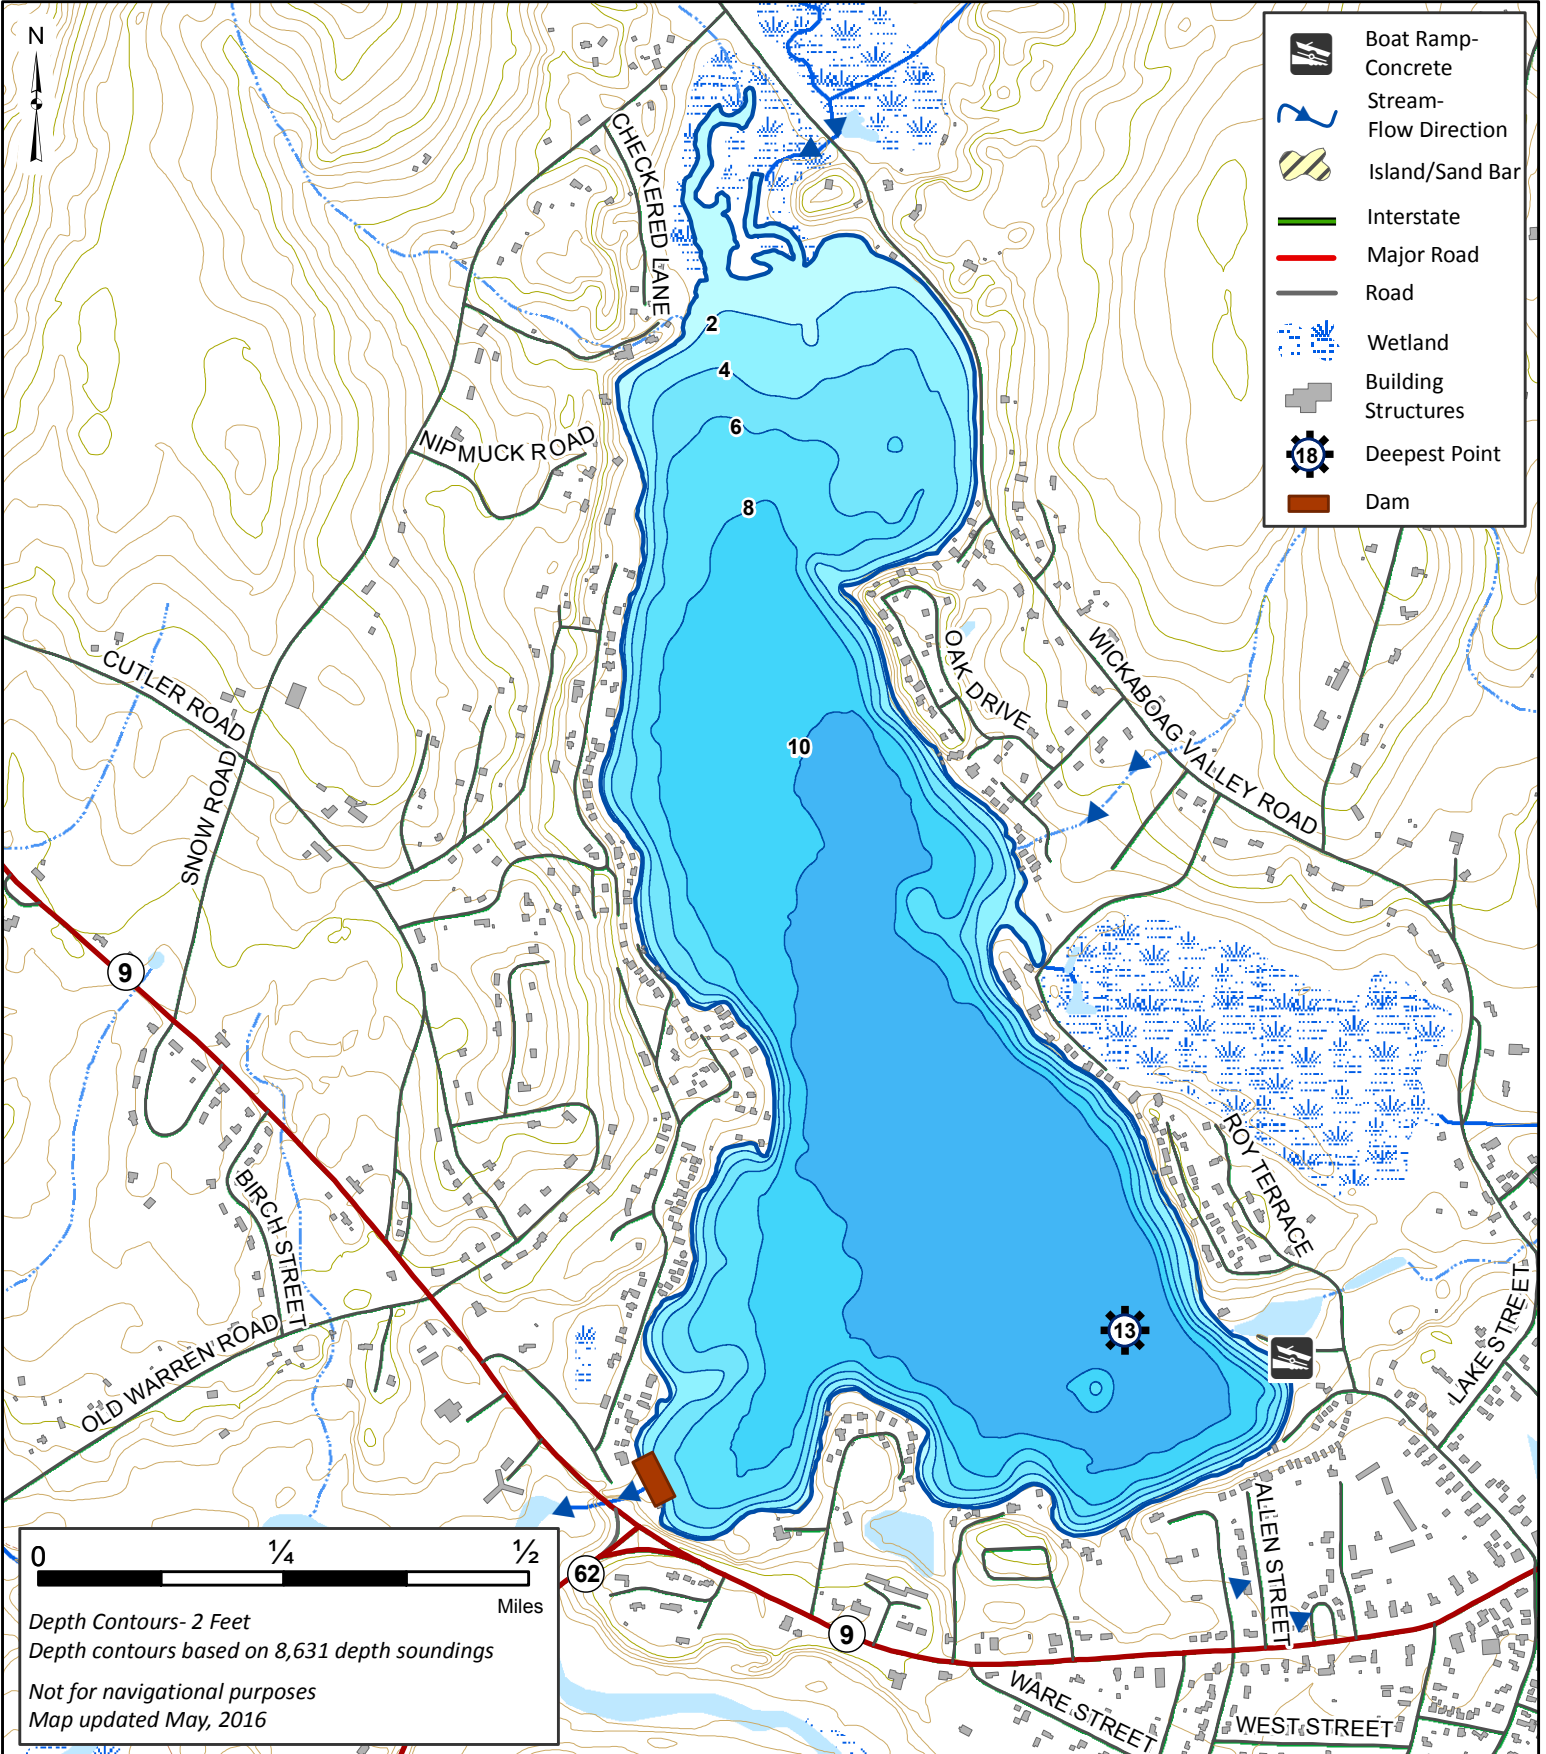 N
Boat Ramp-
Concrete
Stream-
Flow Direction
Island/Sand Bar
Interstate
Major Road
Road
Wetland
Building
Structures
18
Deepest Point
Dam
CHECKERED LANE
2
4
6
8
10
NIPMUCK ROAD
CUTLER ROAD
SNOW ROAD
OAK DRIVE
WICKABOAG VALLEY ROAD
9
BIRCH STREET
OLD WARREN ROAD
ROY TERRACE
LAKE STREET
13
ALLEN STREET
62
9
WARE STREET
WEST STREET
0 ¼ ½
Miles
Depth Contours- 2 Feet
Depth contours based on 8,631 depth soundings
Not for navigational purposes
Map updated May, 2016